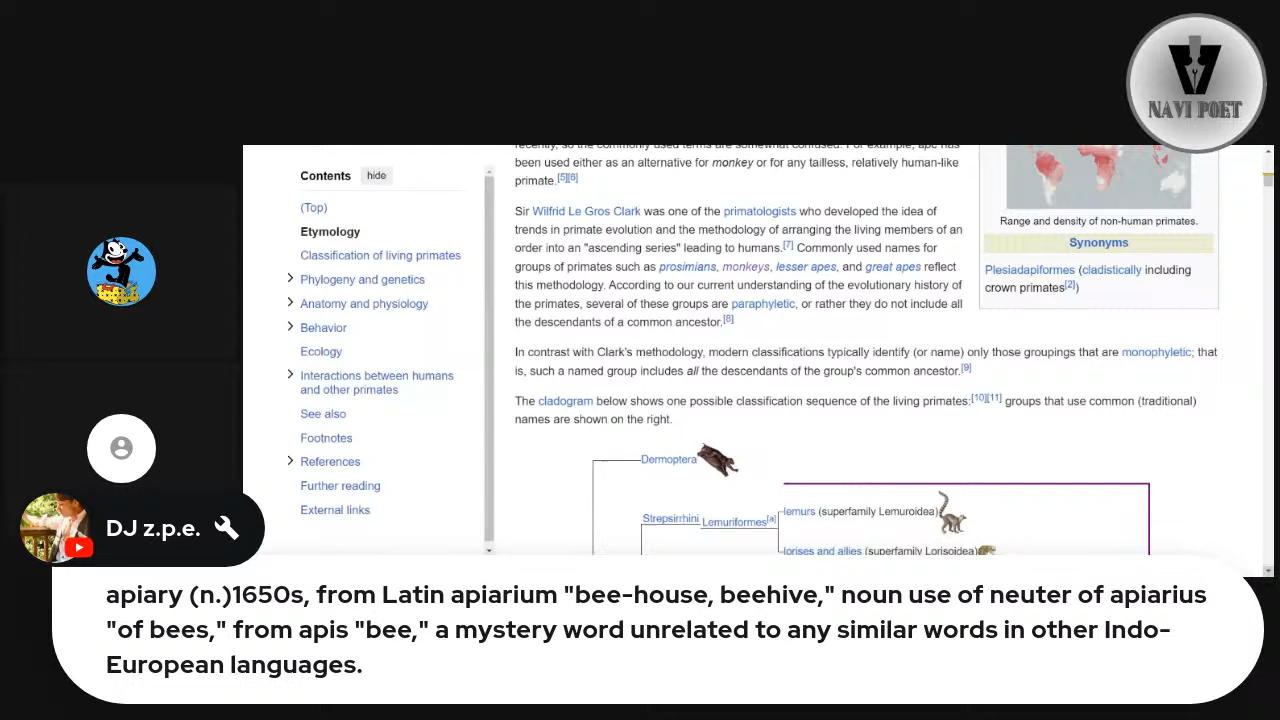 NAVI POET
Contents hide
(Top)
Etymology
Classification of living primates
Phylogeny and genetics
Anatomy and physiology
Behavior
Ecology
Interactions between humans
and other primates
See also
Footnotes
References
Further reading
External links
recently, so the commonly used terms are somewhat confused. For example, ape has
been used either as an alternative for monkey or for any tailless, relatively human-like
primate.[5][6]
Sir Wilfrid Le Gros Clark was one of the primatologists who developed the idea of
trends in primate evolution and the methodology of arranging the living members of an
order into an "ascending series" leading to humans.[7] Commonly used names for
groups of primates such as prosimians, monkeys, lesser apes, and great apes reflect
this methodology. According to our current understanding of the evolutionary history of
the primates, several of these groups are paraphyletic, or rather they do not include all
the descendants of a common ancestor.[8]
In contrast with Clark's methodology, modern classifications typically identify (or name) only those groupings that are monophyletic; that
is, such a named group includes all the descendants of the group's common ancestor.[9]
The cladogram below shows one possible classification sequence of the living primates:[10][11] groups that use common (traditional)
names are shown on the right.
Range and density of non-human primates.
Synonyms
Plesiadapiformes (cladistically including
crown primates[2])
Dermoptera
Strepsirrhini Lemuriformes[a] lemurs (superfamily Lemuroidea)
lorises and allies (superfamily Lorisoidea)
DJ z.p.e.
apiary (n.)1650s, from Latin apiarium "bee-house, beehive," noun use of neuter of apiarius
"of bees," from apis "bee," a mystery word unrelated to any similar words in other Indo-
European languages.